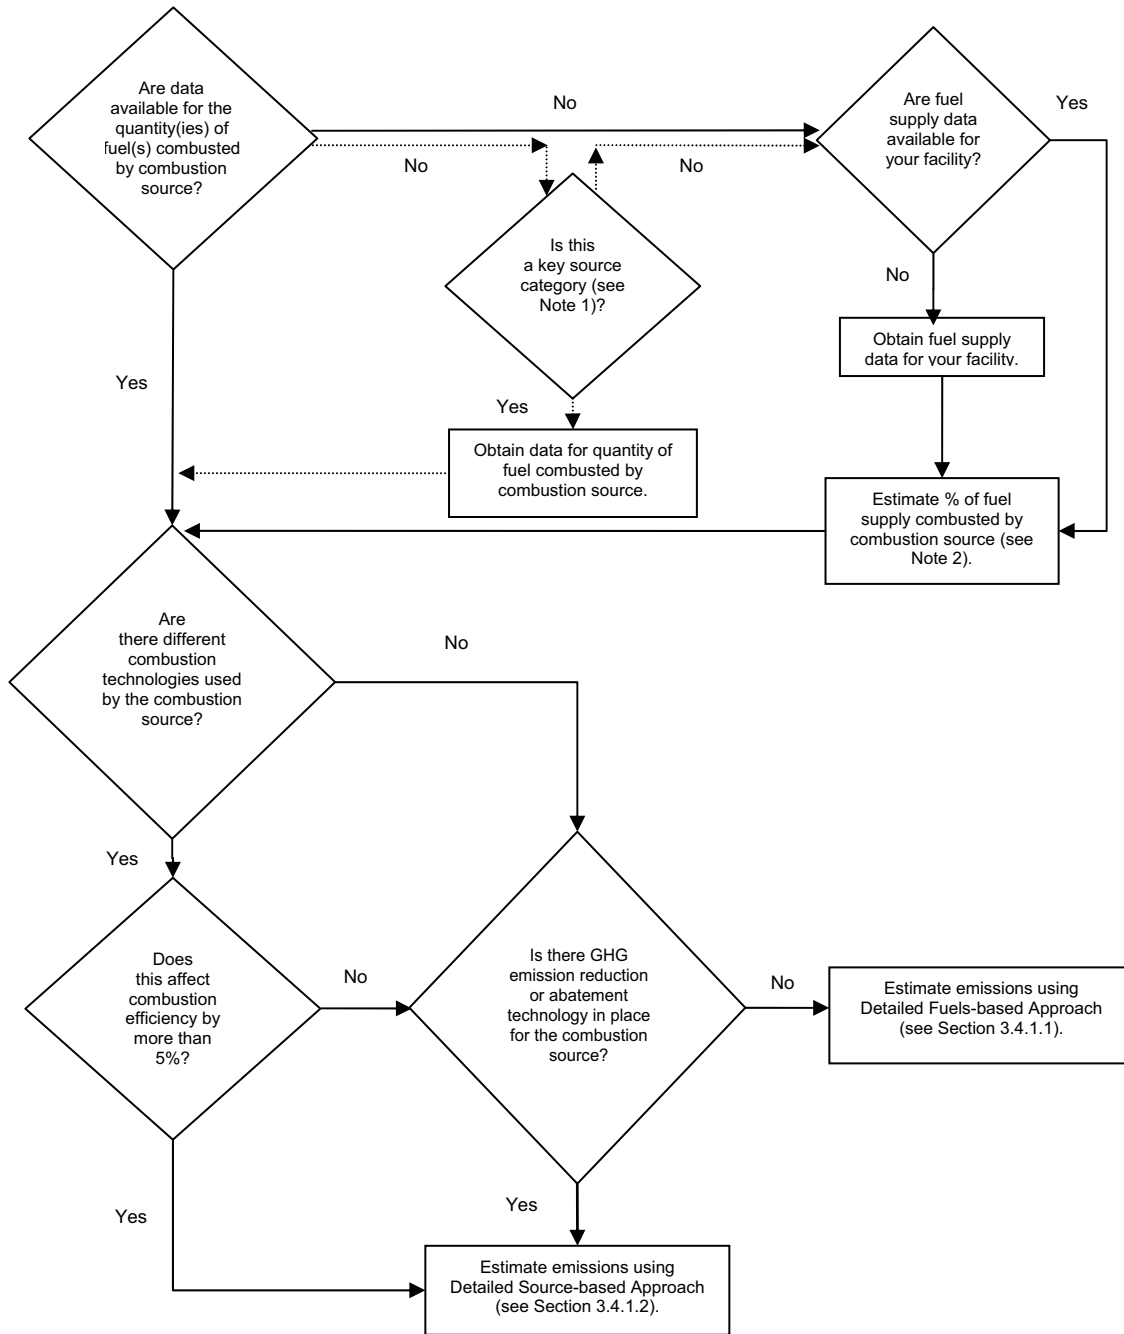 Are data
available for the
quantity(ies) of
fuel(s) combusted
by combustion
source?
No
No
Is this
a key source
category (see
Note 1)?
No
Are fuel
supply data
available for
your facility?
Yes
No
Obtain fuel supply
data for your facility.
Yes
Yes
Obtain data for quantity of
fuel combusted by
combustion source.
Estimate % of fuel
supply combusted by
combustion source (see
Note 2).
Are
there different
combustion
technologies used
by the combustion
source?
No
Yes
Does
this affect
combustion
efficiency by
more than
5%?
No
Is there GHG
emission reduction
or abatement
technology in place
for the combustion
source?
No
Estimate emissions using
Detailed Fuels-based Approach
(see Section 3.4.1.1).
Yes
Yes
Estimate emissions using
Detailed Source-based Approach
(see Section 3.4.1.2).